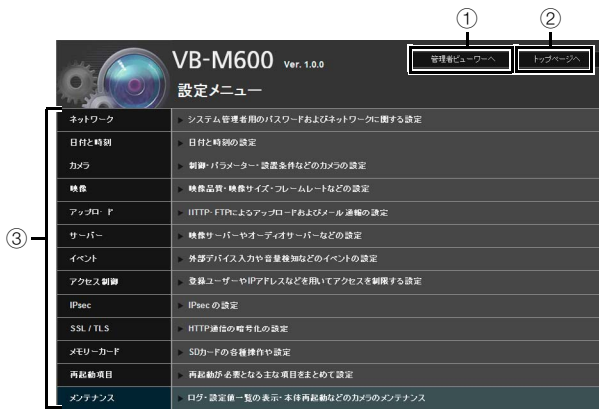 ① ②
VB-M600 Ver. 1.0.0 管理者ビューワーへ トップページへ
設定メニュー
③
ネットワーク システム管理者用のパスワードおよびネットワークに関する設定
日付と時刻 日付と時刻の設定
カメラ 制御・パラメーター・設置条件などのカメラの設定
映像 映像品質・映像サイズ・フレームレートなどの設定
アップロード HTTP・FTPによるアップロードおよびメール通報の設定
サーバー 映像サーバーやオーディオサーバーなどの設定
イベント 外部デバイス入力や音量検知などのイベントの設定
アクセス制御 登録ユーザーやIPアドレスなどを用いてアクセスを制限する設定
IPsec IPsecの設定
SSL / TLS HTTP通信の暗号化の設定
メモリーカード SDカードの各種操作や設定
再起動項目 再起動が必要となる主な項目をまとめて設定
メンテナンス ログ・設定値一覧の表示・本体再起動などのカメラのメンテナンス